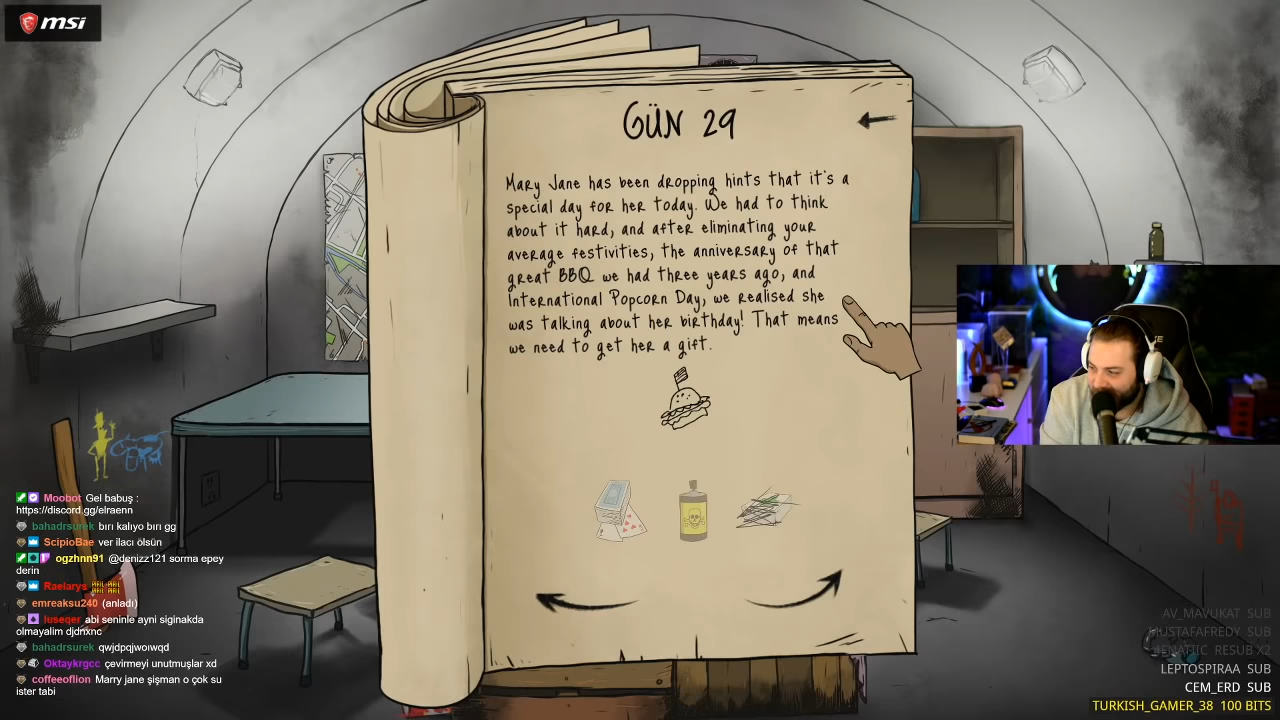 msi
GÜN 29
Mary Jane has been dropping hints that it's a
special day for her today. We had to think
about it hard, and after eliminating your
average festivities, the anniversary of that
great BBQ we had three years ago, and
International Popcorn Day, we realised she
was talking about her birthday! That means
we need to get her a gift.
Moobot Gel babuş :
https://discord.gg/elraenn
bahadrsurek bırı kalıyo bırı gg
ScipioBae ver ilacı ölsün
ogzhnn91 @denizz121 sorma epey
derin
Raelarys
emreaksu240 (anladı)
luseqer abi seninle ayni siginakda
olmayalim djdnxnc
bahadrsurek qwjdpqjwoıwqd
Oktaykrgcc çevirmeyi unutmuşlar xd
coffeeoflion Marry jane şişman o çok su
ister tabi
AV_MAVUKAT SUB
MUSTAFAFREDY SUB
RESUB X2
LEPTOSPIRAA SUB
CEM_ERD SUB
TURKISH_GAMER_38 100 BITS